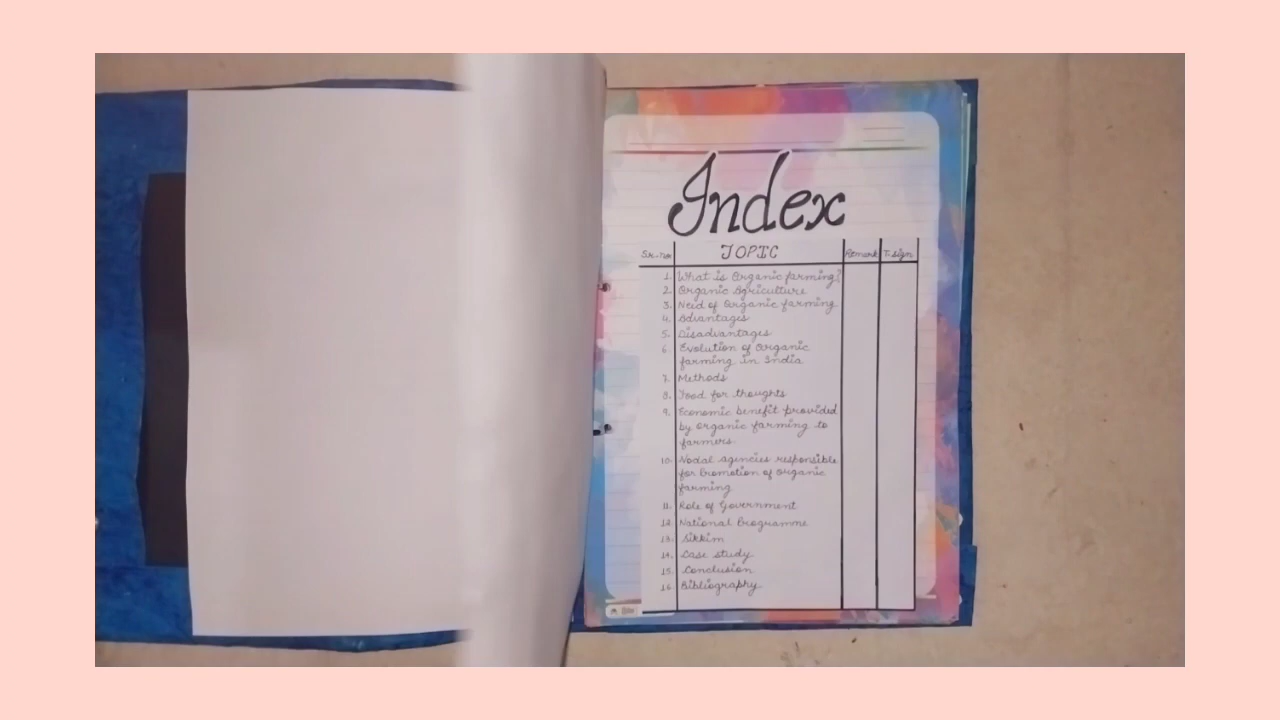 Index
Sr. No. TOPIC Remark T. Sign
1. What is Organic farming?
2. Organic Agriculture
3. Need of Organic farming
4. Advantages
5. Disadvantages
6. Evolution of Organic
farming in India
7. Methods
8. Food for thoughts
9. Economic benefit provided
by organic farming to
farmers.
10. Nodal agencies responsible
for Promotion of Organic
farming
11. Role of Government
12. National Programme
13. Sikkim
14. Case study
15. Conclusion
16. Bibliography